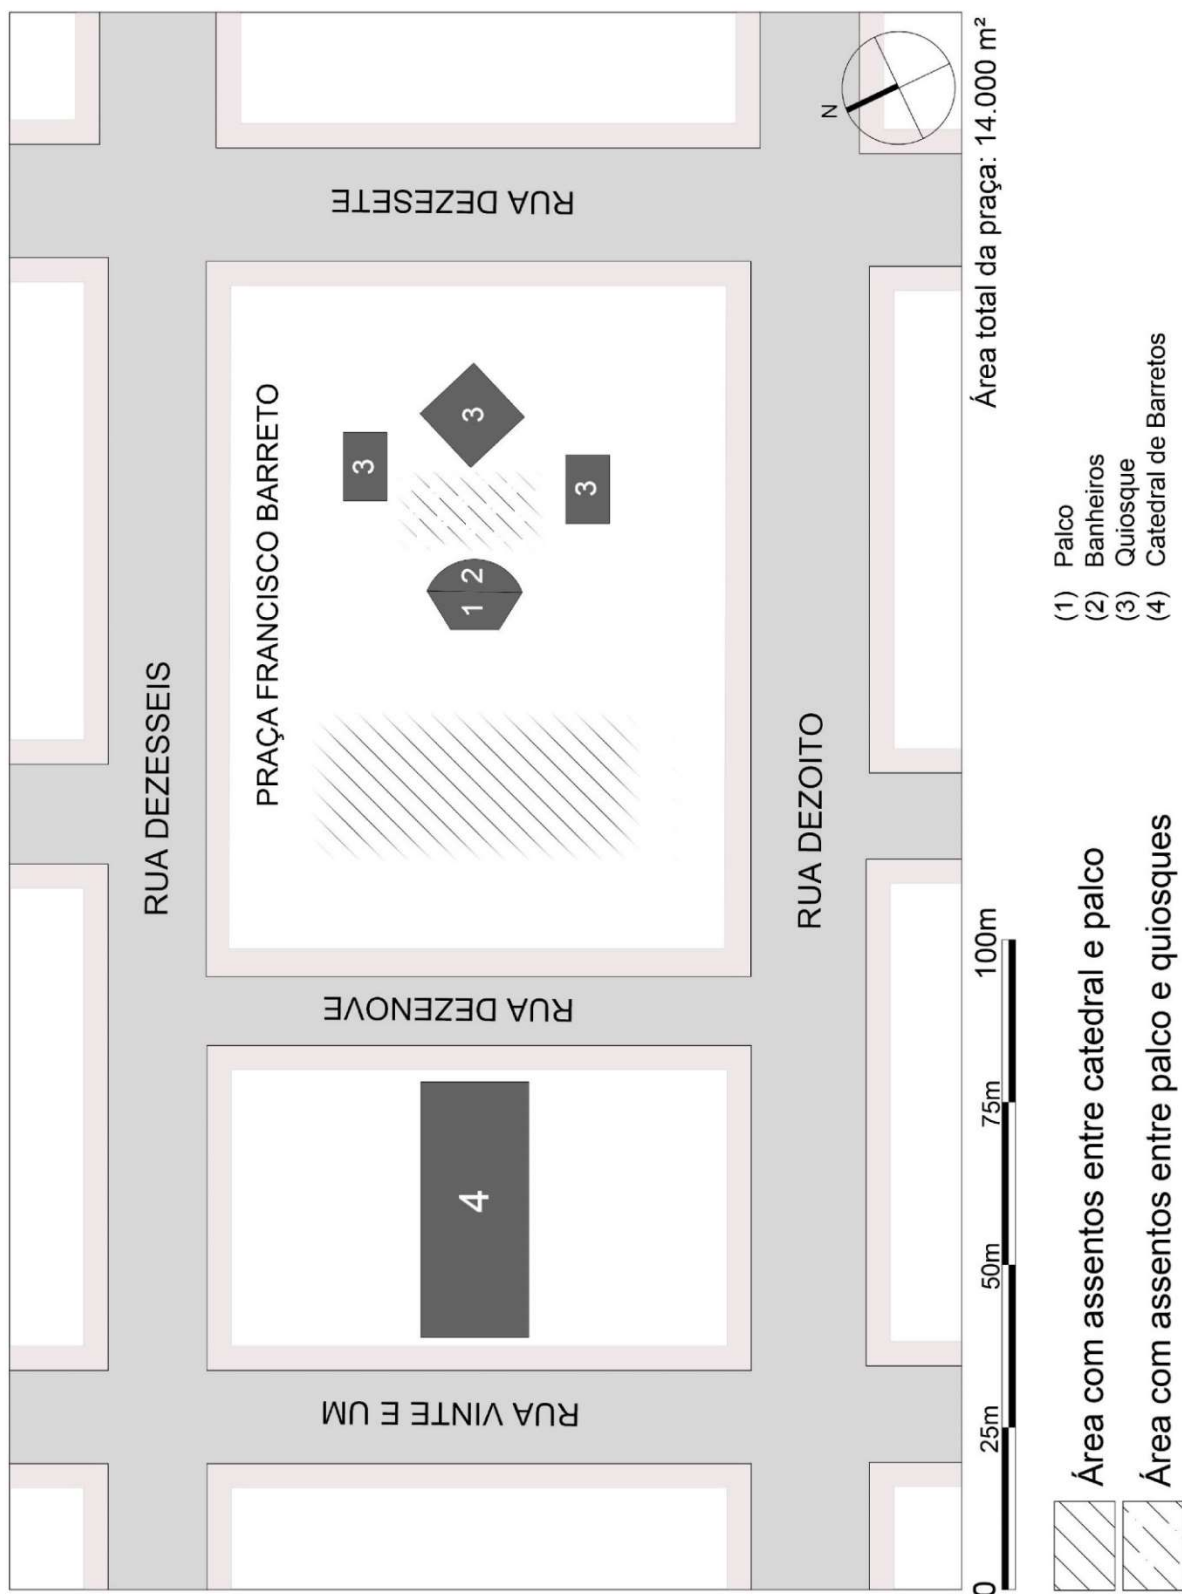 RUA DEZESSEIS
PRAÇA FRANCISCO BARRETO
RUA VINTE E UM
RUA DEZENOVE
RUA DEZESETE
4
1
2
3
3
3
RUA DEZOITO
N
0
25m
50m
75m
100m
Área total da praça: 14.000 m²
Área com assentos entre catedral e palco
Área com assentos entre palco e quiosques
(1) Palco
(2) Banheiros
(3) Quiosque
(4) Catedral de Barretos